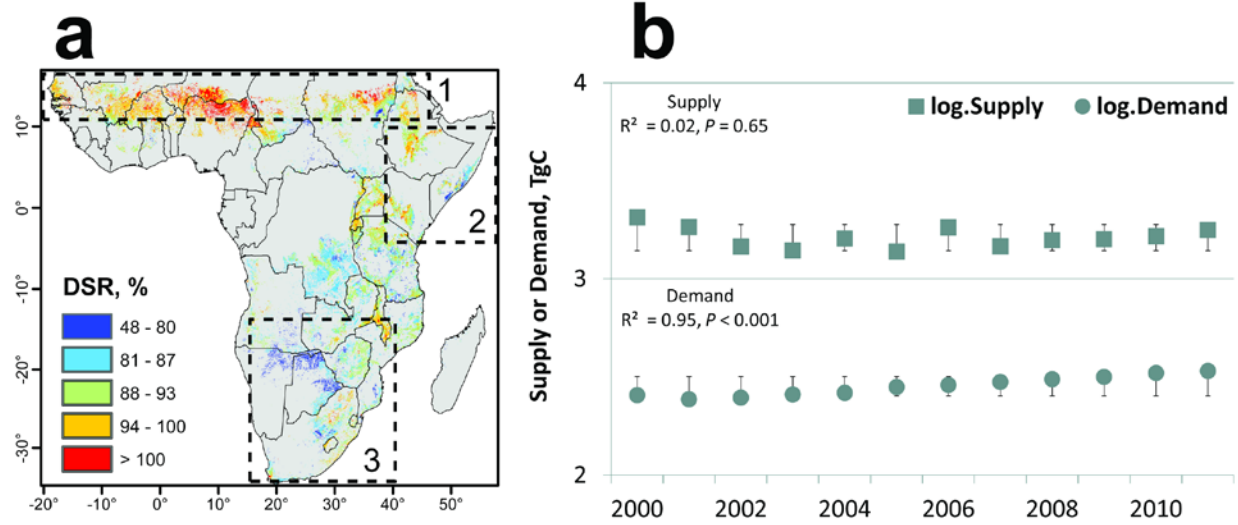 a
1
2
3
10°
0°
-10°
-20°
-30°
DSR, %
48 - 80
81 - 87
88 - 93
94 - 100
> 100
-20° -10° 0° 10° 20° 30° 40° 50°
b
Supply or Demand, TgC
4
3
2
Supply
R² = 0.02, P = 0.65
log.Supply log.Demand
Demand
R² = 0.95, P < 0.001
2000 2002 2004 2006 2008 2010